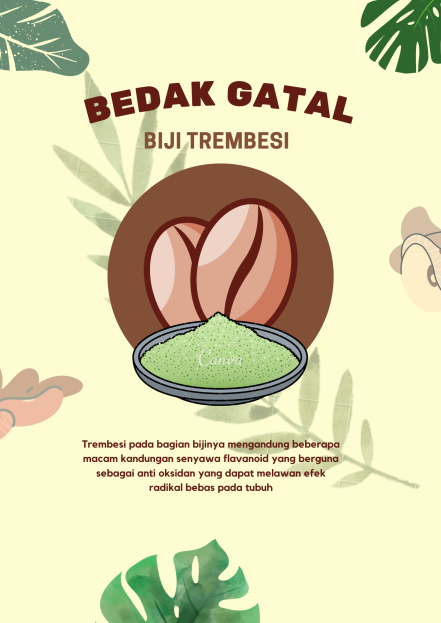 BEDAK GATAL
BIJI TREMBESI
Canva
Trembesi pada bagian bijinya mengandung beberapa
macam kandungan senyawa flavanoid yang berguna
sebagai anti oksidan yang dapat melawan efek
radikal bebas pada tubuh